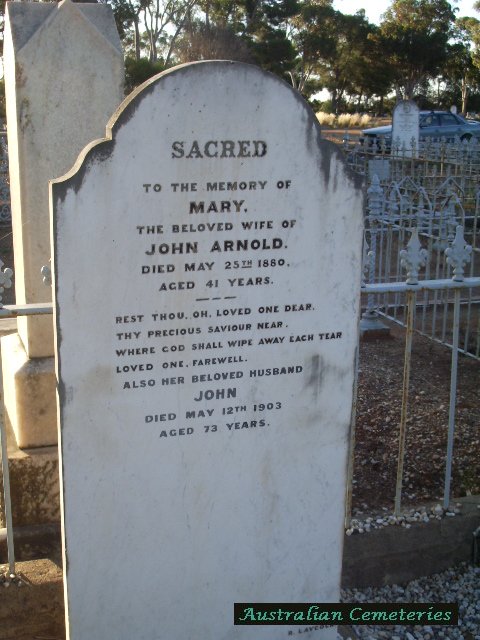 SACRED
TO THE MEMORY OF
MARY,
THE BELOVED WIFE OF
JOHN ARNOLD.
DIED MAY 25TH 1880,
AGED 41 YEARS.
REST THOU, OH, LOVED ONE DEAR.
THY PRECIOUS SAVIOUR NEAR.
WHERE GOD SHALL WIPE AWAY EACH TEAR
LOVED ONE, FAREWELL.
ALSO HER BELOVED HUSBAND
JOHN
DIED MAY 12TH 1903
AGED 73 YEARS.
Australian Cemeteries